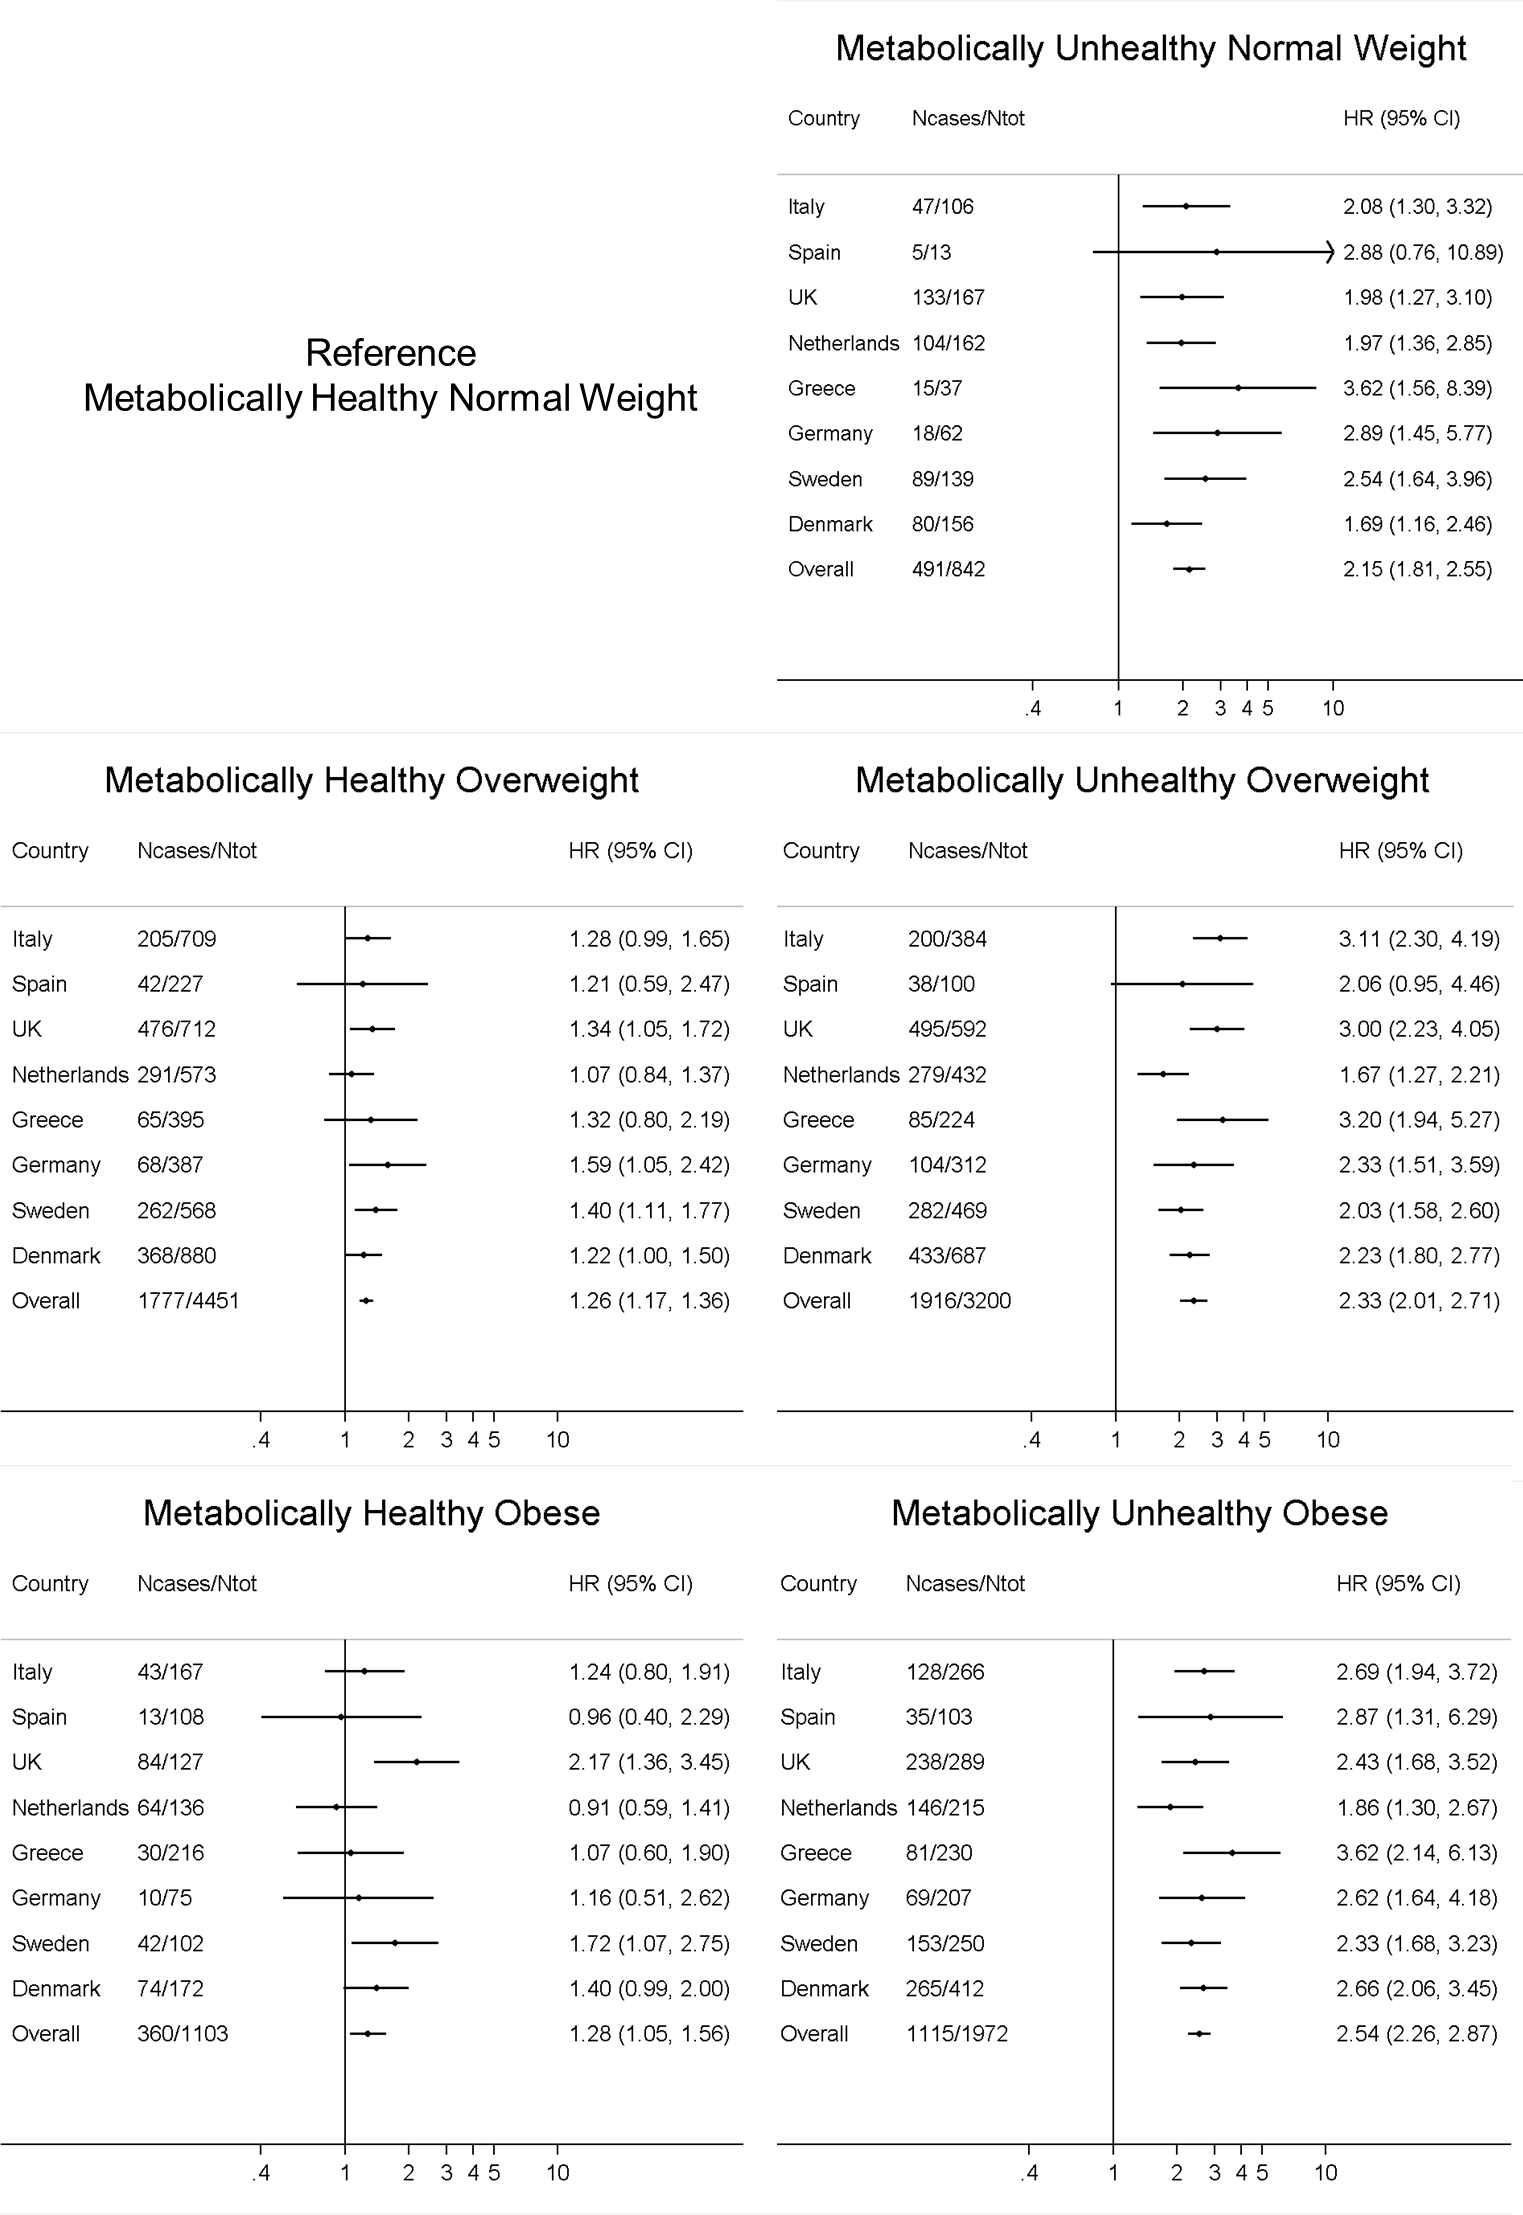 Reference
Metabolically Healthy Normal Weight
Metabolically Unhealthy Normal Weight
Country Ncases/Ntot HR (95% CI)
Italy 47/106 2.08 (1.30, 3.32)
Spain 5/13 2.88 (0.76, 10.89)
UK 133/167 1.98 (1.27, 3.10)
Netherlands 104/162 1.97 (1.36, 2.85)
Greece 15/37 3.62 (1.56, 8.39)
Germany 18/62 2.89 (1.45, 5.77)
Sweden 89/139 2.54 (1.64, 3.96)
Denmark 80/156 1.69 (1.16, 2.46)
Overall 491/842 2.15 (1.81, 2.55)
.4 1 2 3 4 5 10
Metabolically Healthy Overweight
Country Ncases/Ntot HR (95% CI)
Italy 205/709 1.28 (0.99, 1.65)
Spain 42/227 1.21 (0.59, 2.47)
UK 476/712 1.34 (1.05, 1.72)
Netherlands 291/573 1.07 (0.84, 1.37)
Greece 65/395 1.32 (0.80, 2.19)
Germany 68/387 1.59 (1.05, 2.42)
Sweden 262/568 1.40 (1.11, 1.77)
Denmark 368/880 1.22 (1.00, 1.50)
Overall 1777/4451 1.26 (1.17, 1.36)
.4 1 2 3 4 5 10
Metabolically Unhealthy Overweight
Country Ncases/Ntot HR (95% CI)
Italy 200/384 3.11 (2.30, 4.19)
Spain 38/100 2.06 (0.95, 4.46)
UK 495/592 3.00 (2.23, 4.05)
Netherlands 279/432 1.67 (1.27, 2.21)
Greece 85/224 3.20 (1.94, 5.27)
Germany 104/312 2.33 (1.51, 3.59)
Sweden 282/469 2.03 (1.58, 2.60)
Denmark 433/687 2.23 (1.80, 2.77)
Overall 1916/3200 2.33 (2.01, 2.71)
.4 1 2 3 4 5 10
Metabolically Healthy Obese
Country Ncases/Ntot HR (95% CI)
Italy 43/167 1.24 (0.80, 1.91)
Spain 13/108 0.96 (0.40, 2.29)
UK 84/127 2.17 (1.36, 3.45)
Netherlands 64/136 0.91 (0.59, 1.41)
Greece 30/216 1.07 (0.60, 1.90)
Germany 10/75 1.16 (0.51, 2.62)
Sweden 42/102 1.72 (1.07, 2.75)
Denmark 74/172 1.40 (0.99, 2.00)
Overall 360/1103 1.28 (1.05, 1.56)
.4 1 2 3 4 5 10
Metabolically Unhealthy Obese
Country Ncases/Ntot HR (95% CI)
Italy 128/266 2.69 (1.94, 3.72)
Spain 35/103 2.87 (1.31, 6.29)
UK 238/289 2.43 (1.68, 3.52)
Netherlands 146/215 1.86 (1.30, 2.67)
Greece 81/230 3.62 (2.14, 6.13)
Germany 69/207 2.62 (1.64, 4.18)
Sweden 153/250 2.33 (1.68, 3.23)
Denmark 265/412 2.66 (2.06, 3.45)
Overall 1115/1972 2.54 (2.26, 2.87)
.4 1 2 3 4 5 10